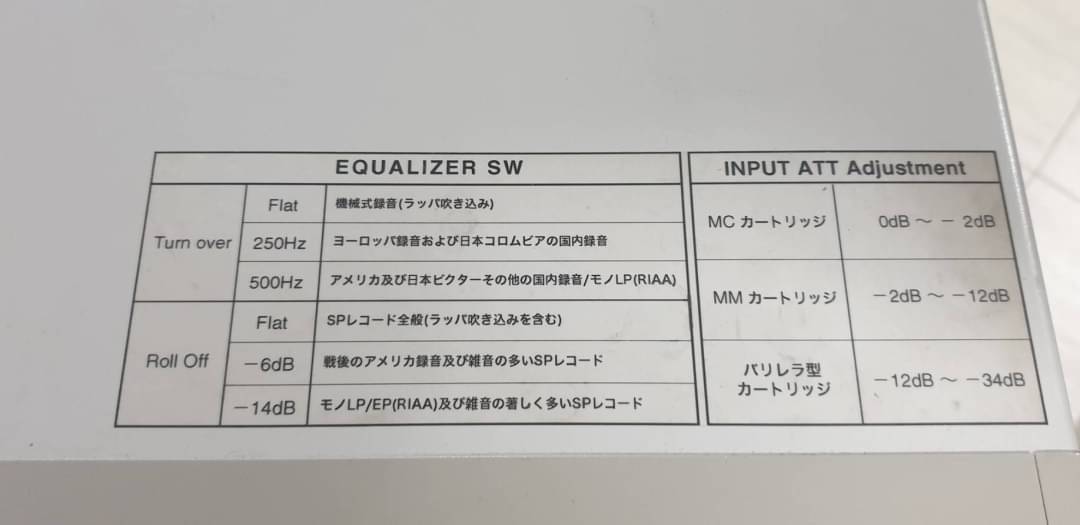 EQUALIZER SW
Turn over
Flat
機械式録音(ラッパ吹き込み)
250Hz
ヨーロッパ録音および日本コロムビアの国内録音
500Hz
アメリカ及び日本ビクターその他の国内録音/モノLP(RIAA)
Roll Off
Flat
SPレコード全般(ラッパ吹き込みを含む)
−6dB
戦後のアメリカ録音及び雑音の多いSPレコード
−14dB
モノLP/EP(RIAA)及び雑音の著しく多いSPレコード
INPUT ATT Adjustment
MC カートリッジ
0dB 〜 − 2dB
MM カートリッジ
−2dB 〜 −12dB
バリレラ型
カートリッジ
−12dB 〜 −34dB